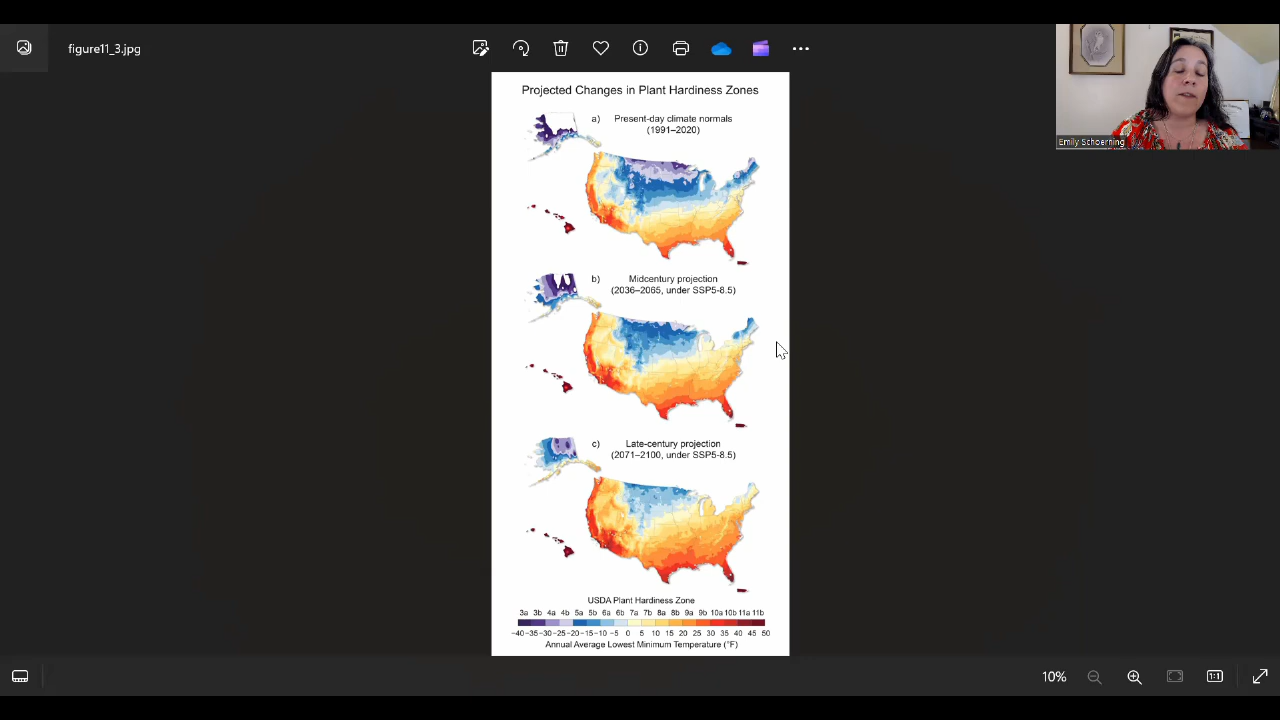 figure11_3.jpg
Emily Schoerning
Projected Changes in Plant Hardiness Zones
a) Present-day climate normals
(1991–2020)
b) Midcentury projection
(2036–2065, under SSP5-8.5)
c) Late-century projection
(2071–2100, under SSP5-8.5)
USDA Plant Hardiness Zone
3a 3b 4a 4b 5a 5b 6a 6b 7a 7b 8a 8b 9a 9b 10a 10b 11a 11b
−40 −35 −30 −25 −20 −15 −10 −5 0 5 10 15 20 25 30 35 40 45 50
Annual Average Lowest Minimum Temperature (°F)
10%
1:1